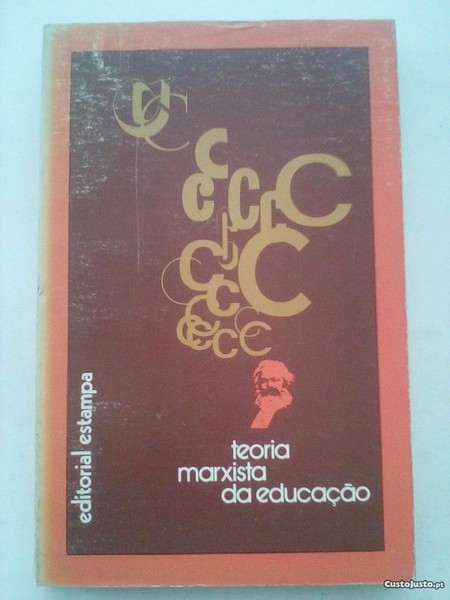 editorial estampa
teoria
marxista
da educação
CustoJusto.pt